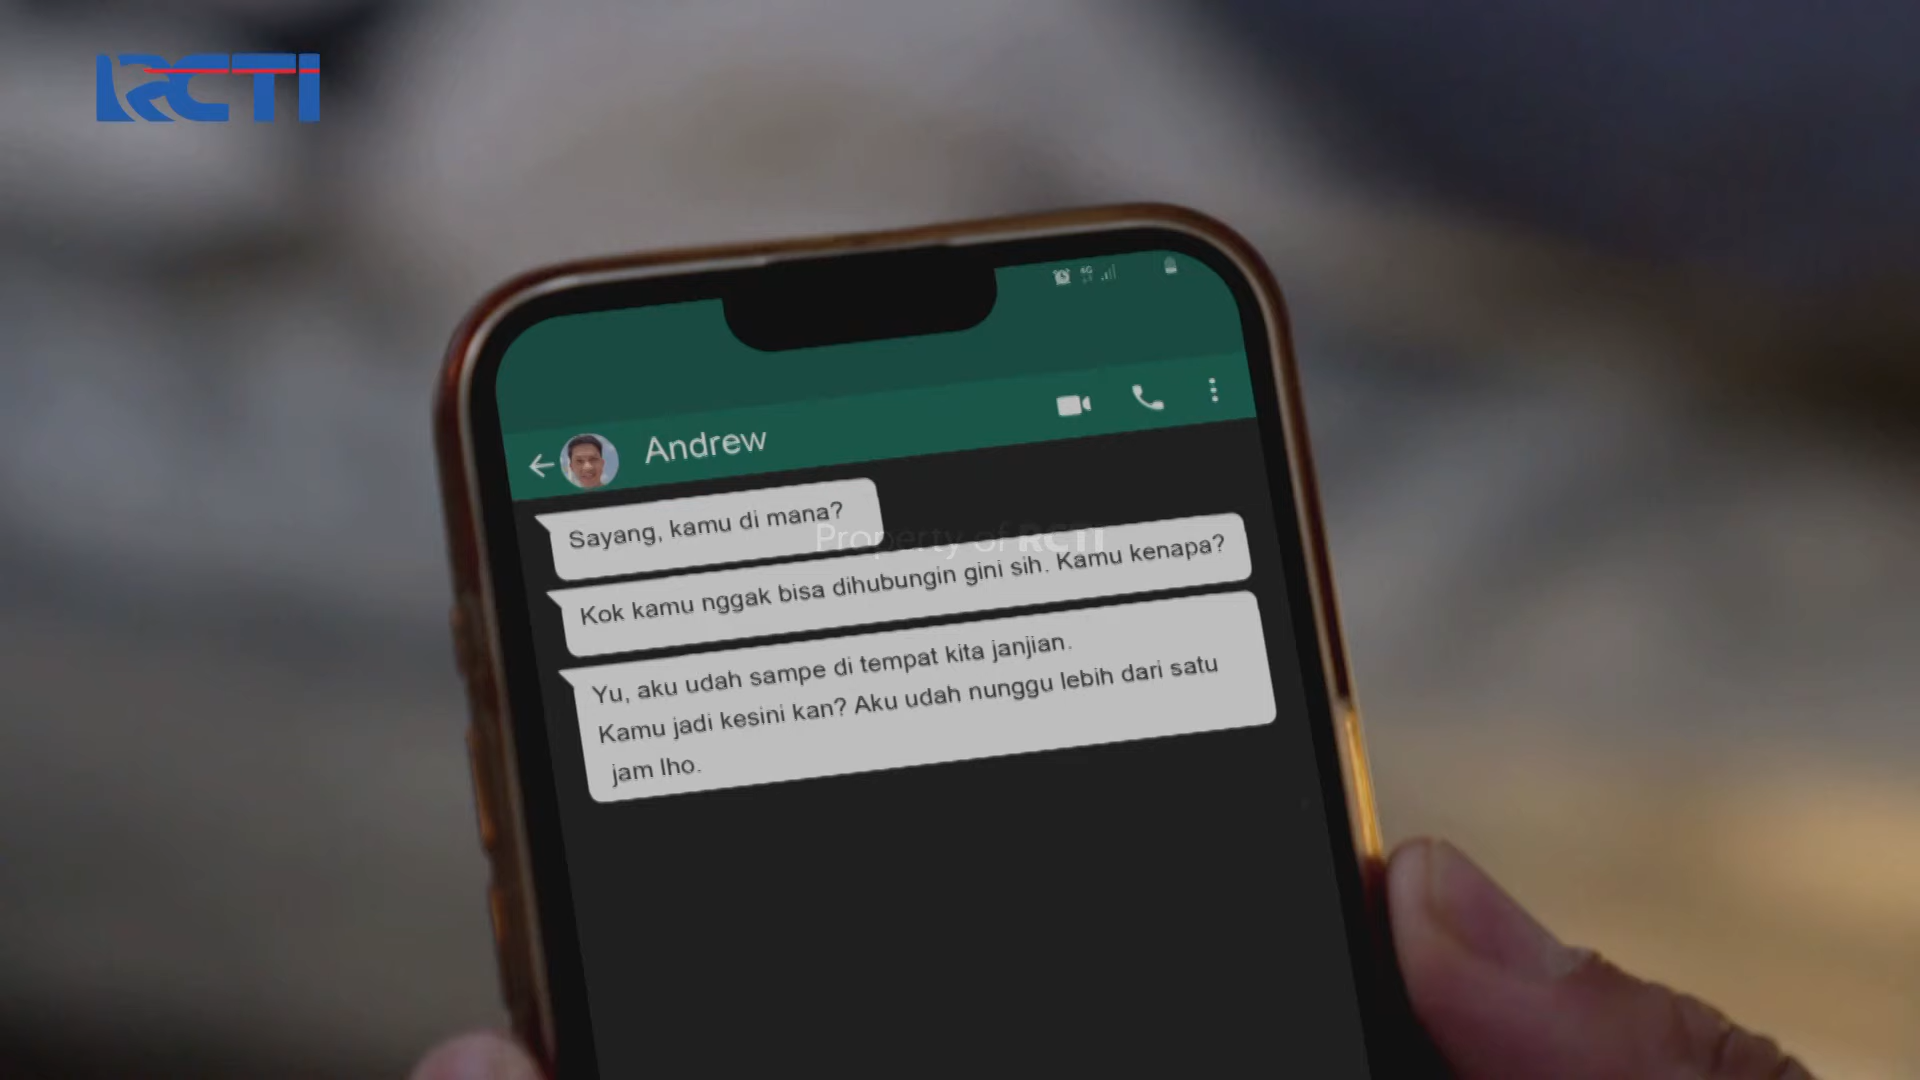 RCTI
4G
Andrew
Sayang, kamu di mana?
Property of RCTI
Kok kamu nggak bisa dihubungin gini sih. Kamu kenapa?
Yu, aku udah sampe di tempat kita janjian.
Kamu jadi kesini kan? Aku udah nunggu lebih dari satu
jam lho.